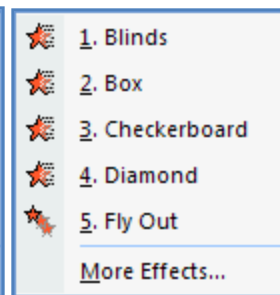 1. Blinds
2. Box
3. Checkerboard
4. Diamond
5. Fly Out
More Effects...